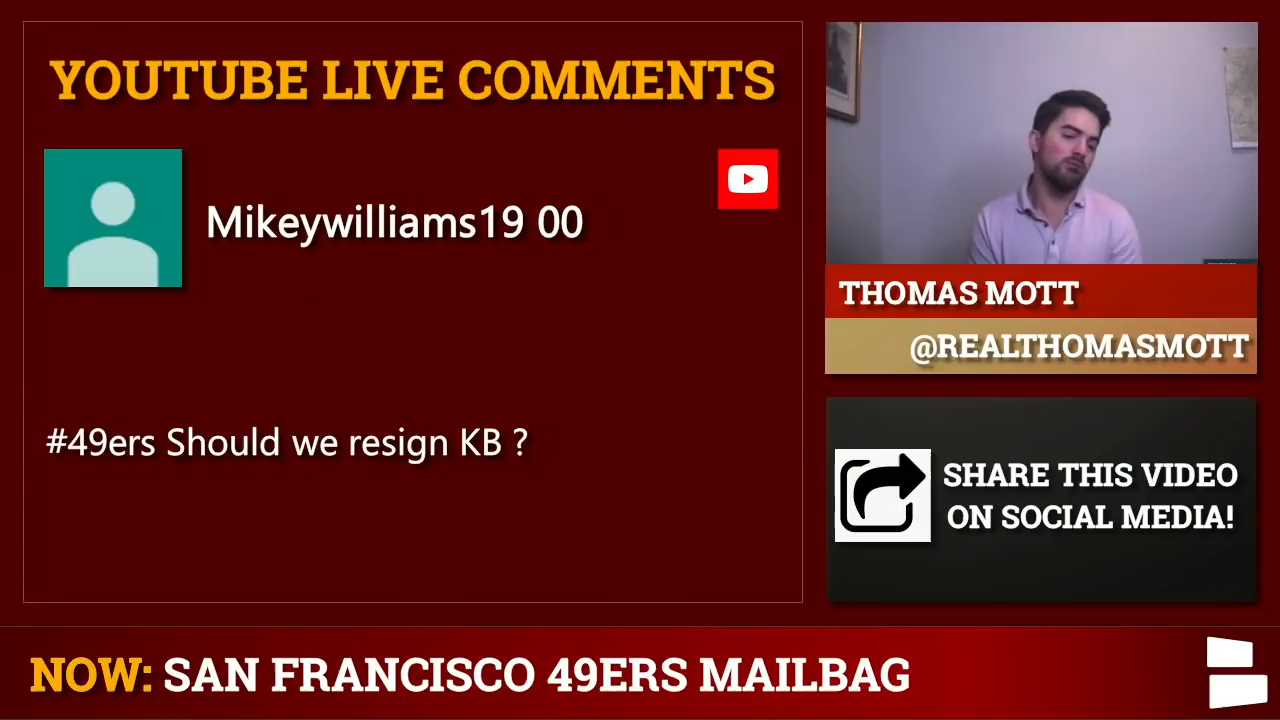 YOUTUBE LIVE COMMENTS
Mikeywilliams19 00
#49ers Should we resign KB ?
THOMAS MOTT
@REALTHOMASMOTT
SHARE THIS VIDEO
ON SOCIAL MEDIA!
NOW: SAN FRANCISCO 49ERS MAILBAG